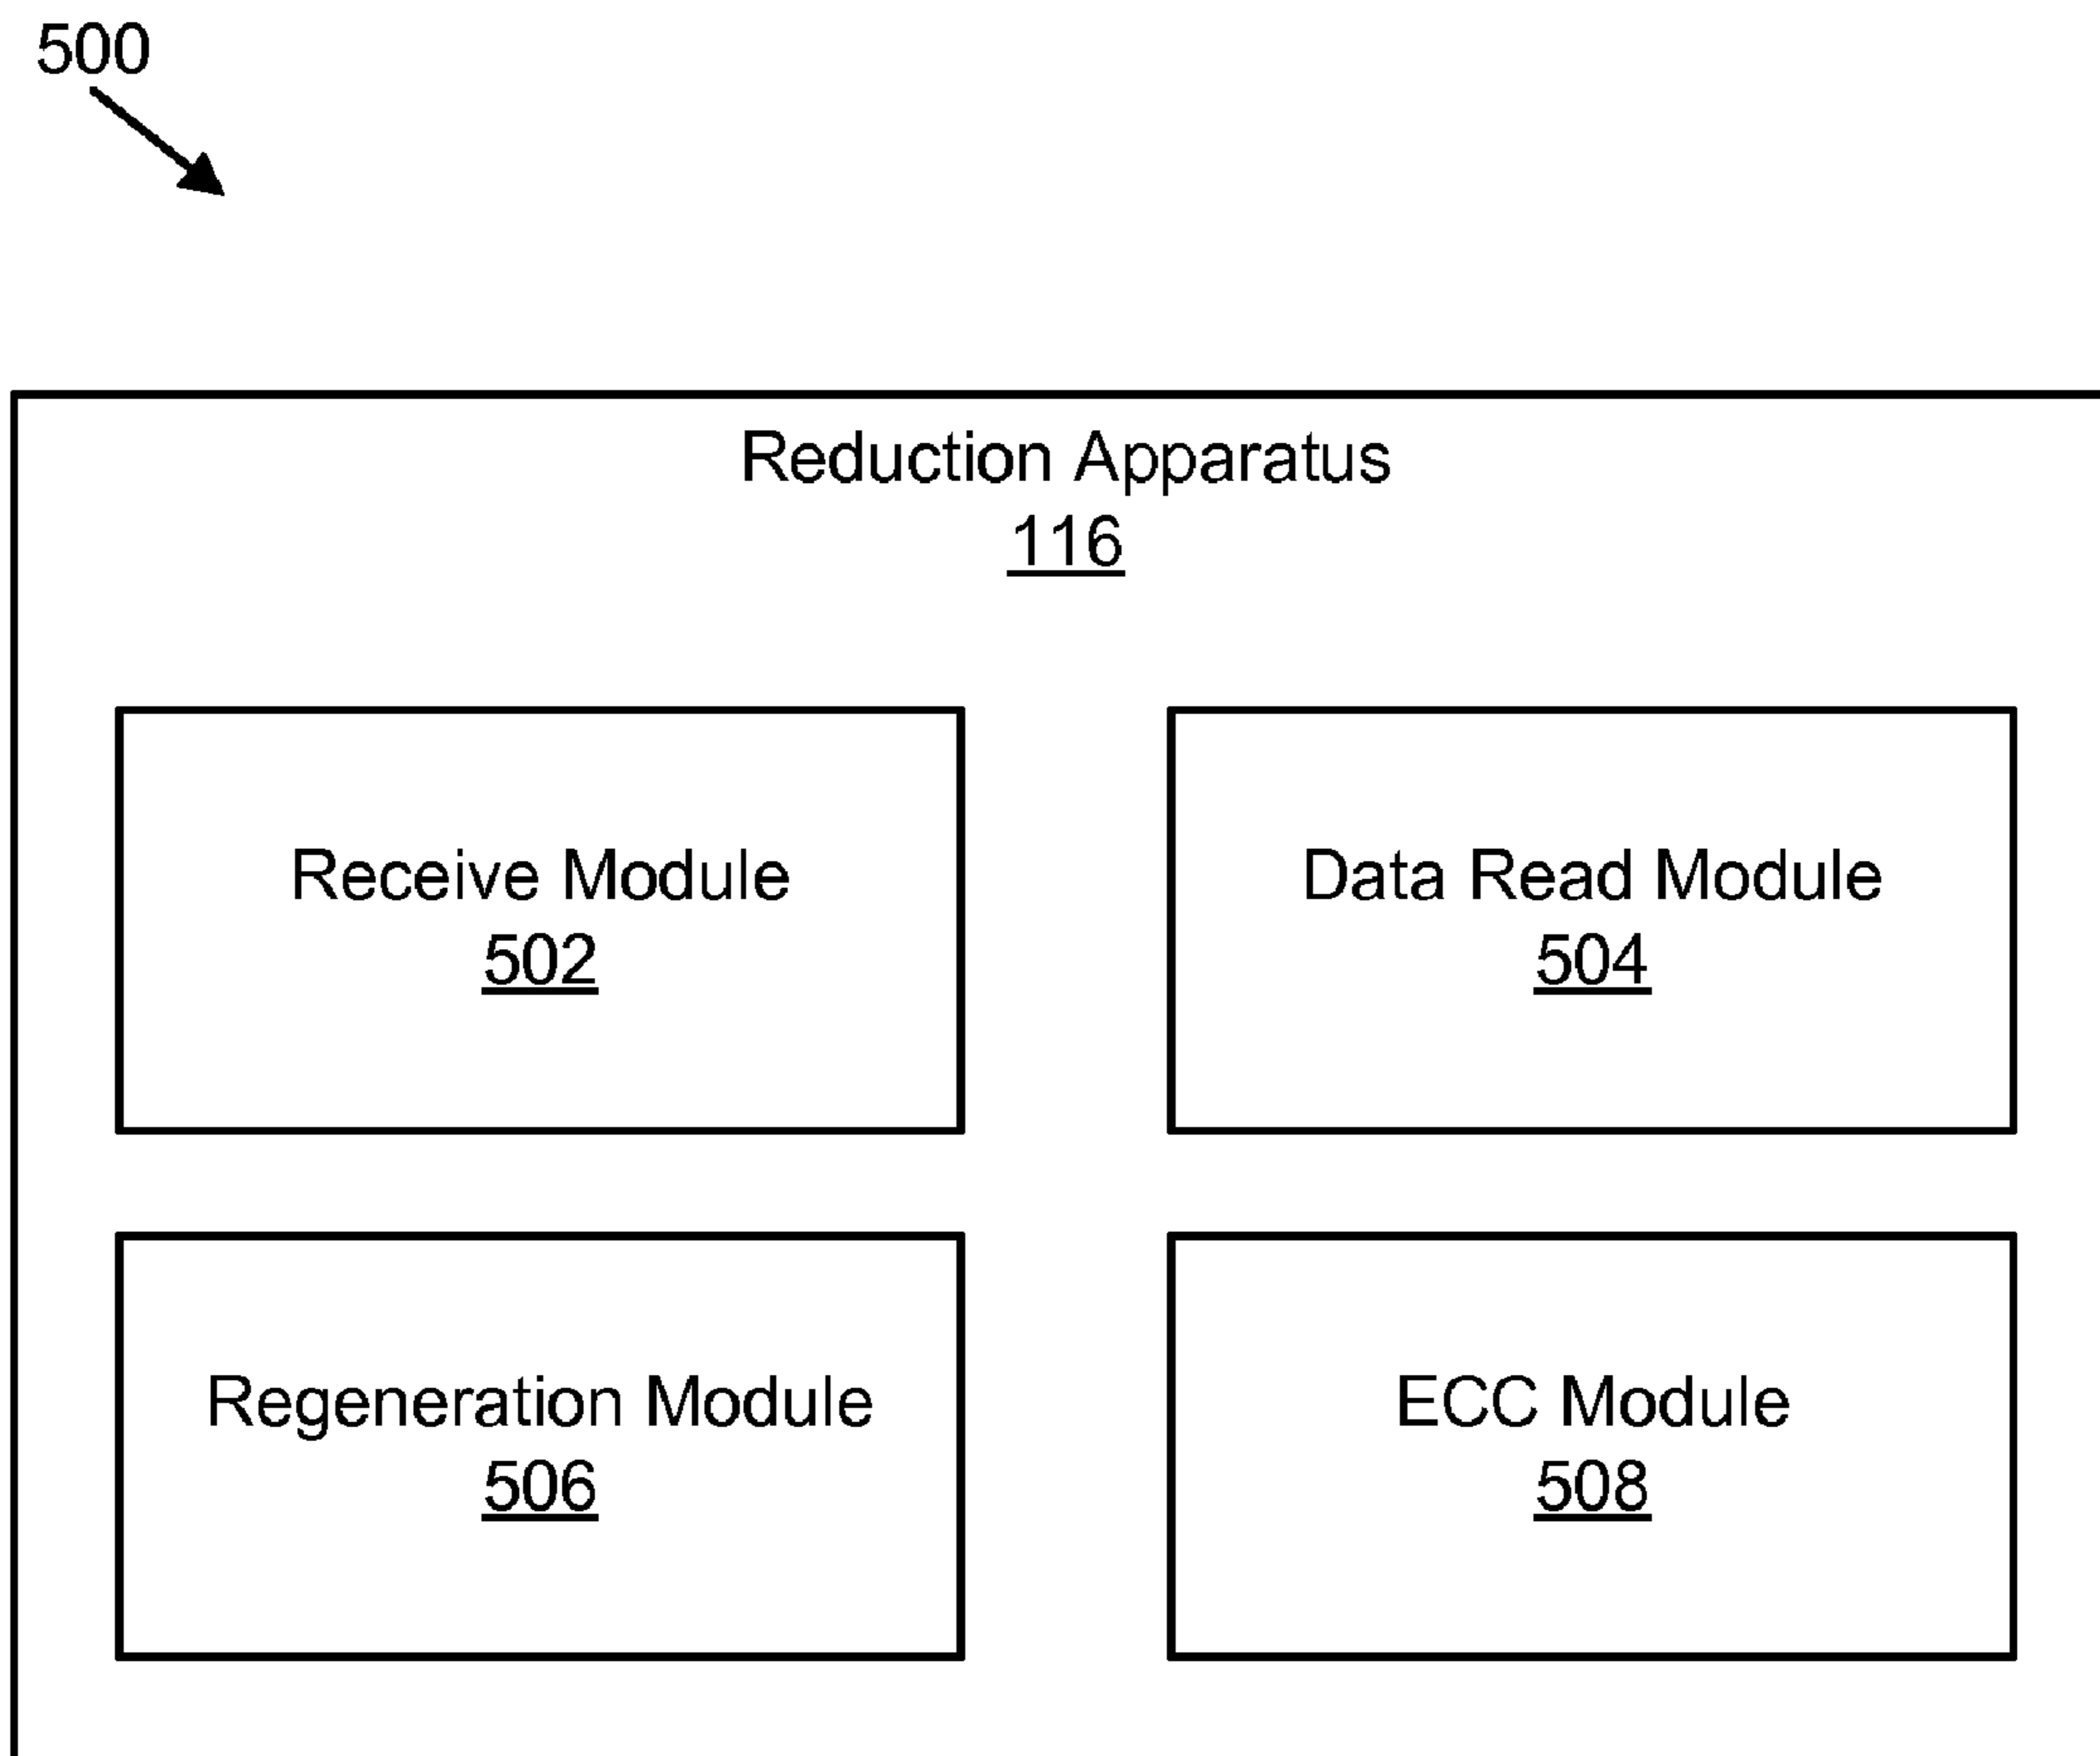 500
Reduction Apparatus
116
Receive Module
502
Data Read Module
504
Regeneration Module
506
ECC Module
508